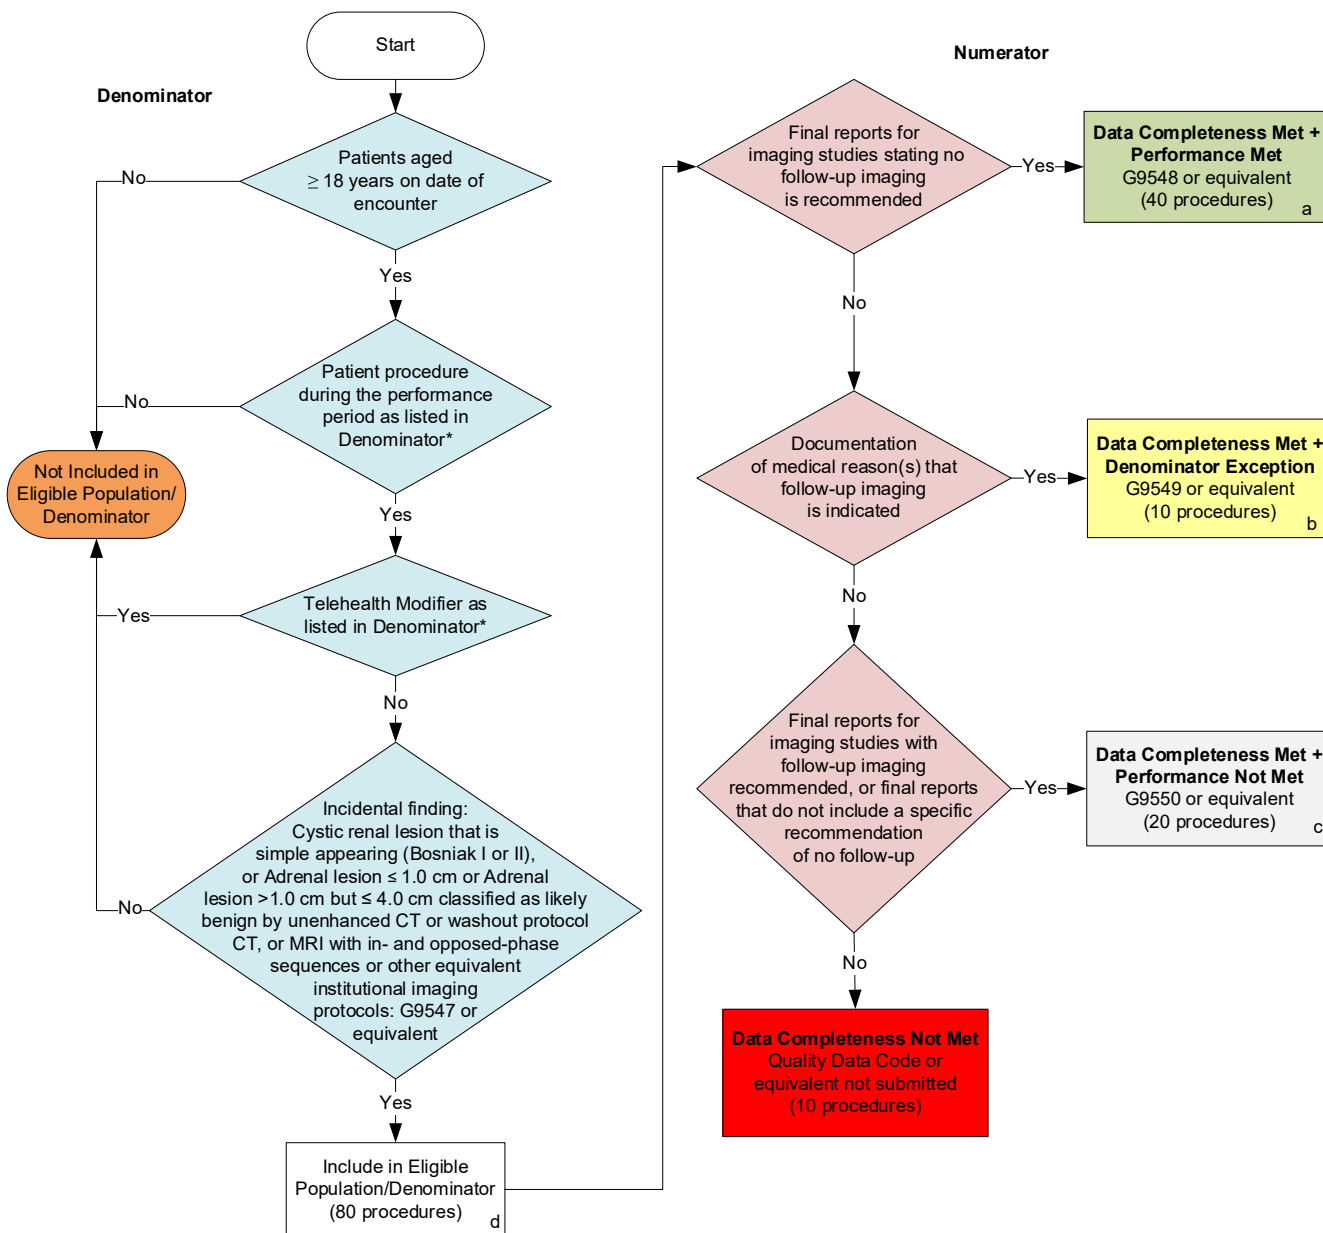 Start
Denominator
Patients aged
≥ 18 years on date of
encounter
No
Yes
Patient procedure
during the performance
period as listed in
Denominator*
No
Not Included in
Eligible Population/
Denominator
Yes
Telehealth Modifier as
listed in Denominator*
Yes
No
Incidental finding:
Cystic renal lesion that is
simple appearing (Bosniak I or II),
or Adrenal lesion ≤ 1.0 cm or Adrenal
lesion >1.0 cm but ≤ 4.0 cm classified as likely
benign by unenhanced CT or washout protocol
CT, or MRI with in- and opposed-phase
sequences or other equivalent
institutional imaging
protocols: G9547 or
equivalent
No
Yes
Include in Eligible
Population/Denominator
(80 procedures)
d
Numerator
Final reports for
imaging studies stating no
follow-up imaging
is recommended
Yes
Data Completeness Met +
Performance Met
G9548 or equivalent
(40 procedures)
a
No
Documentation
of medical reason(s) that
follow-up imaging
is indicated
Yes
Data Completeness Met +
Denominator Exception
G9549 or equivalent
(10 procedures)
b
No
Final reports for
imaging studies with
follow-up imaging
recommended, or final reports
that do not include a specific
recommendation
of no follow-up
Yes
Data Completeness Met +
Performance Not Met
G9550 or equivalent
(20 procedures)
c
No
Data Completeness Not Met
Quality Data Code or
equivalent not submitted
(10 procedures)